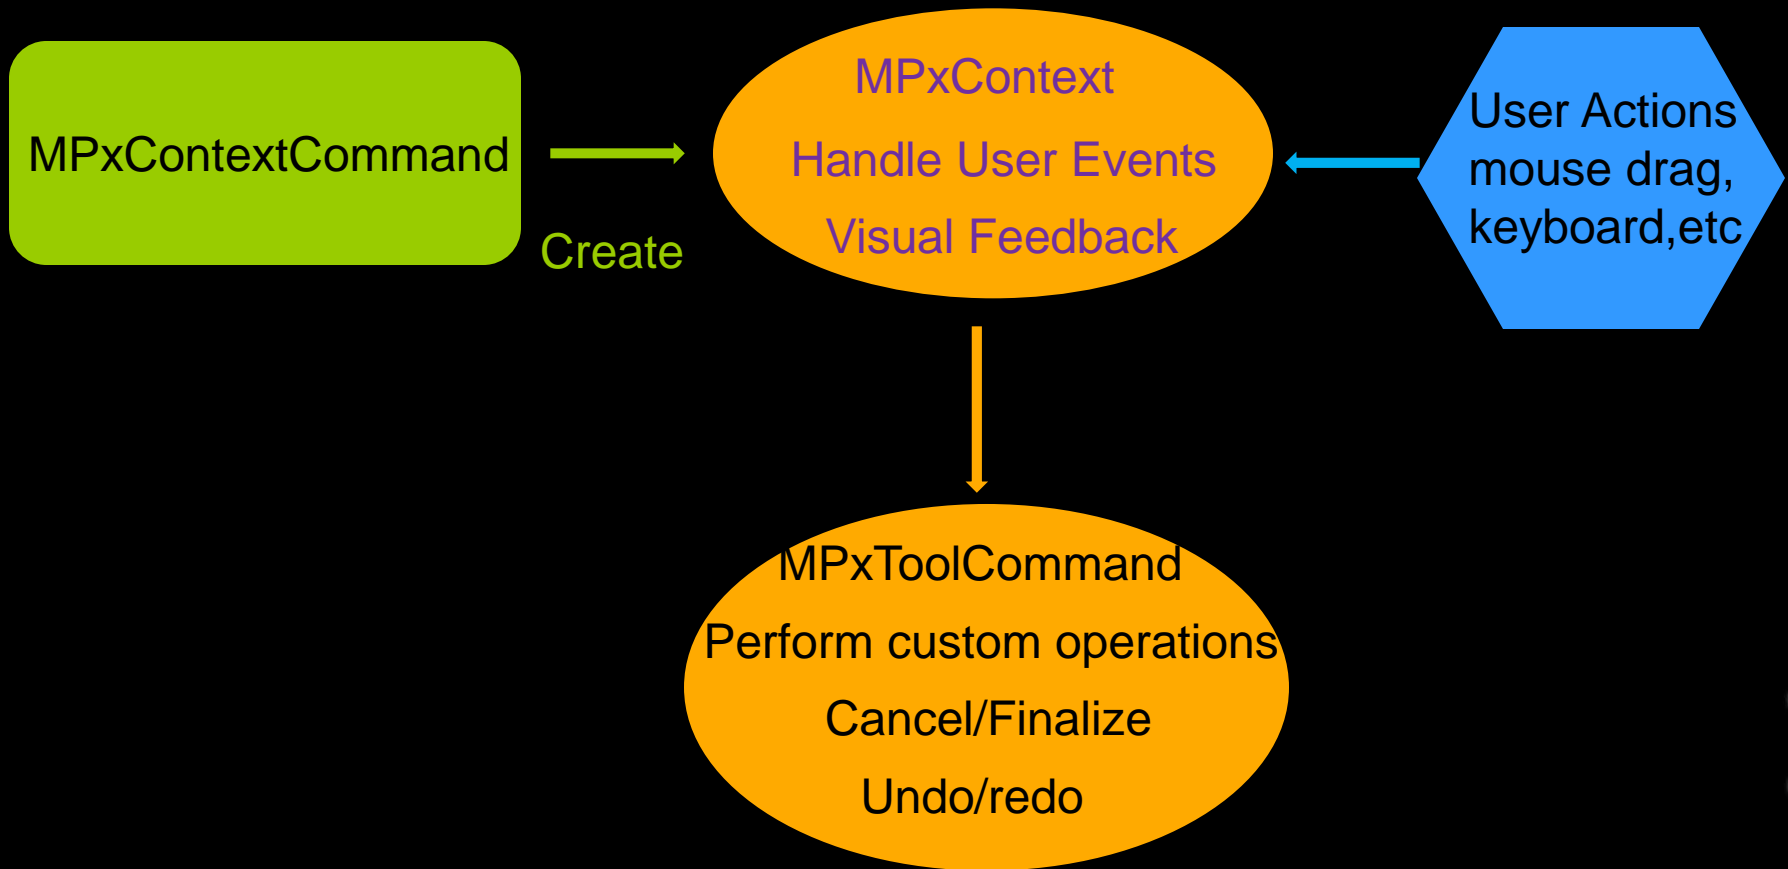 MPxContextCommand
Create
MPxContext
Handle User Events
Visual Feedback
User Actions
mouse drag,
keyboard,etc
MPxToolCommand
Perform custom operations
Cancel/Finalize
Undo/redo